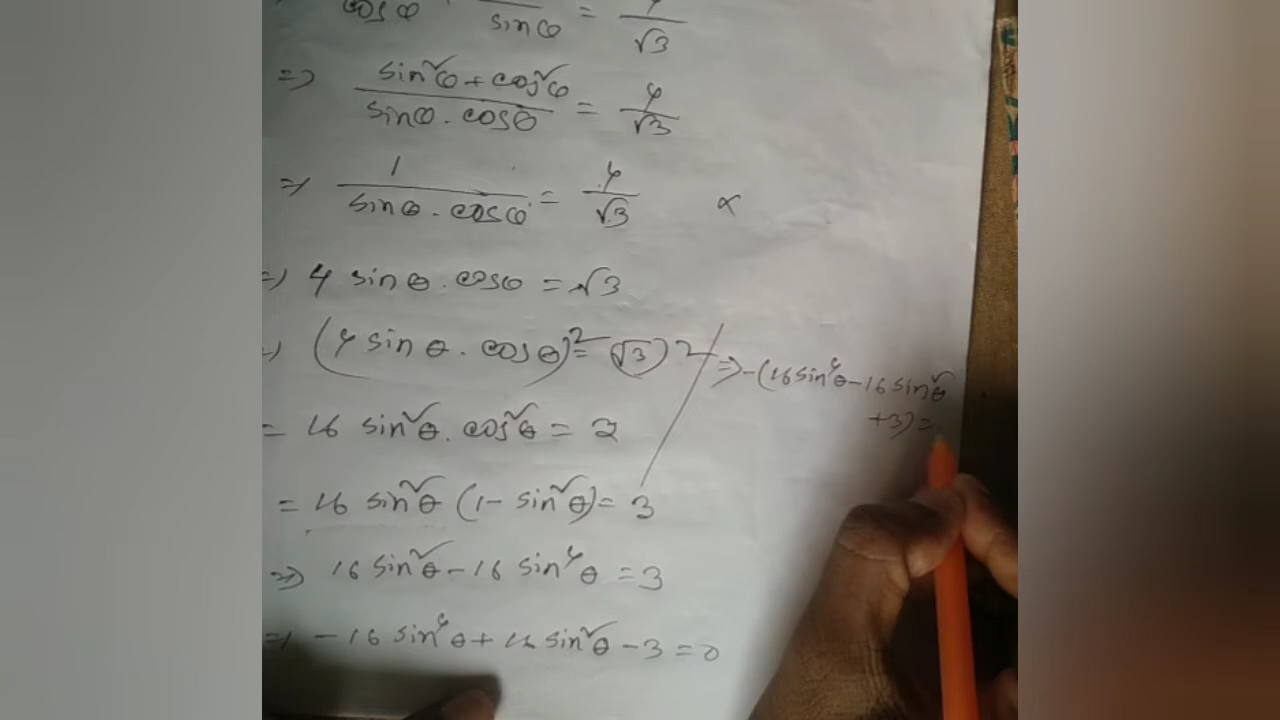 cosθ · sinθ = 4/√3
=> sin²θ + cos²θ / sinθ . cosθ = 4/√3
=> 1 / sinθ . cosθ = 4/√3 ∝
=) 4 sinθ . cosθ = √3
-) (4 sinθ . cosθ)² = (√3)²
= 16 sin²θ . cos²θ = 3
= 16 sin²θ (1 - sin²θ) = 3
=> 16 sin²θ - 16 sin⁴θ = 3
=> - 16 sin⁴θ + 16 sin²θ - 3 = 0
=> - (16 sin⁴θ - 16 sin²θ
+3) =